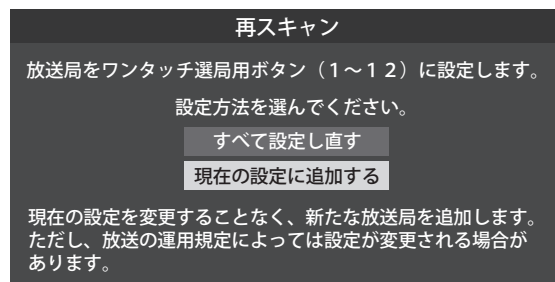 再スキャン
放送局をワンタッチ選局用ボタン（１～１２）に設定します。
設定方法を選んでください。
すべて設定し直す
現在の設定に追加する
現在の設定を変更することなく、新たな放送局を追加します。
ただし、放送の運用規定によっては設定が変更される場合が
あります。